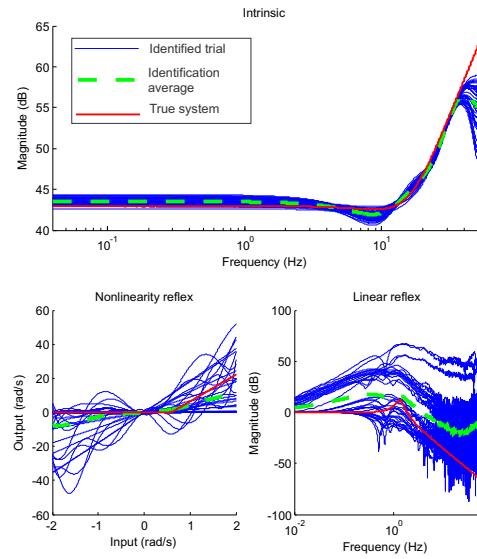 Intrinsic
65
60
55
50
45
40
Magnitude (dB)
Identified trial
Identification
average
True system
10^-1
10^0
10^1
Frequency (Hz)
Nonlinearity reflex
60
40
20
0
-20
-40
-60
Output (rad/s)
-2
-1
0
1
2
Input (rad/s)
Linear reflex
100
50
0
-50
-100
Magnitude (dB)
10^-2
10^0
Frequency (Hz)